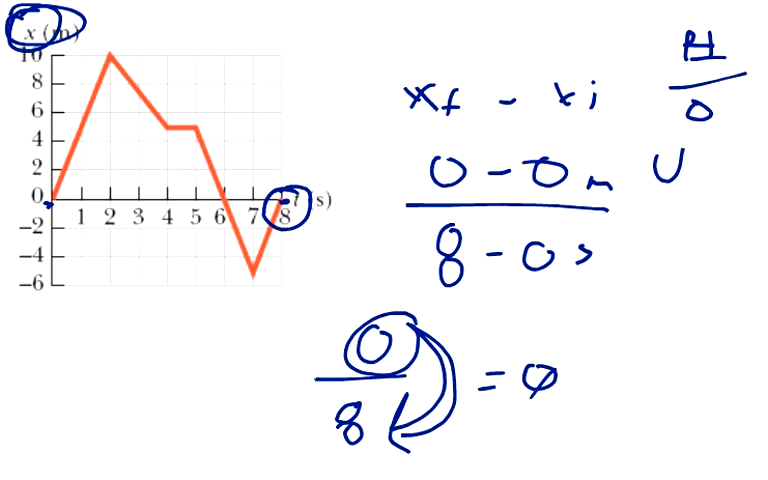 x (m)
10
8
6
4
2
0
−2
−4
−6
1 2 3 4 5 6 7 8
t (s)
xf - xi
0 - 0 m
8 - 0 s
0
8
= 0